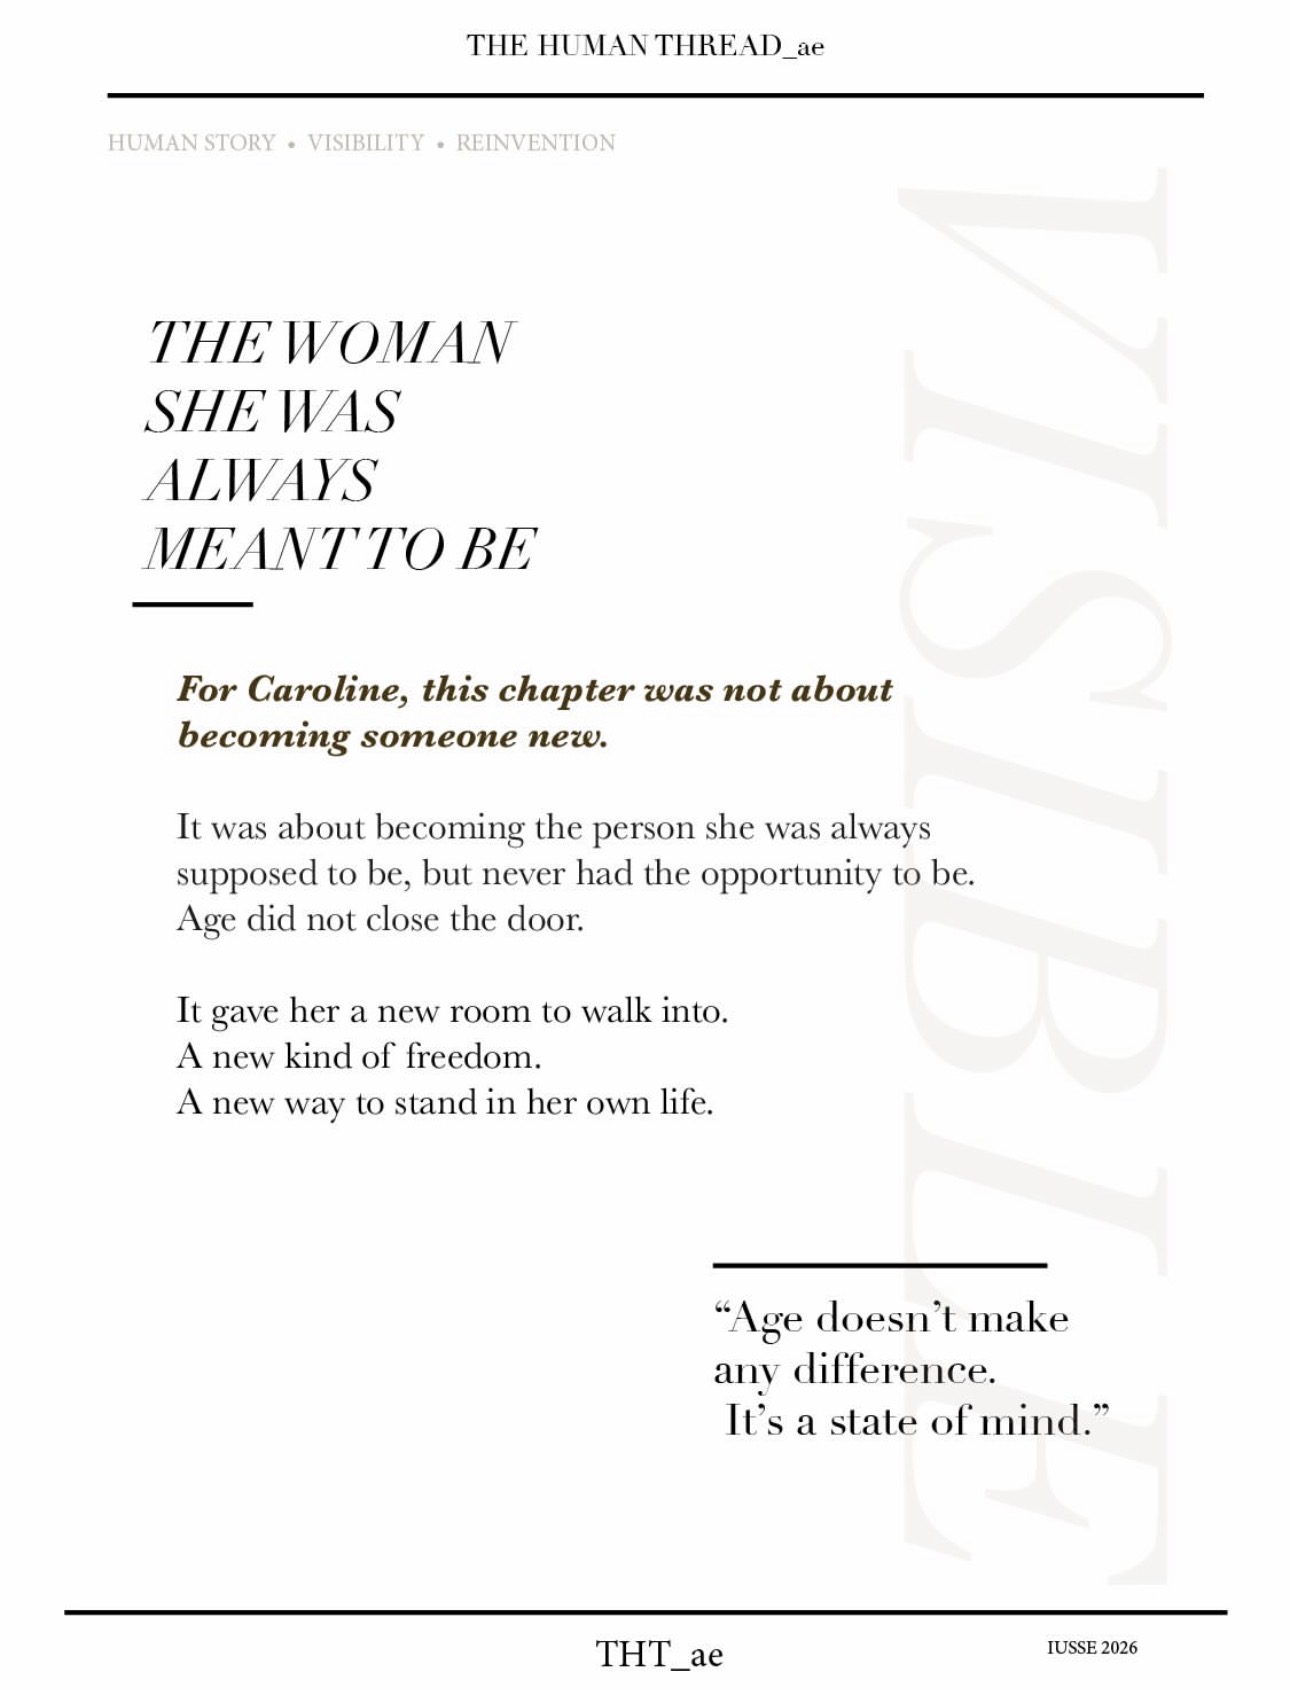 THE HUMAN THREAD_ae
HUMAN STORY • VISIBILITY • REINVENTION
VISIBLE
THE WOMAN
SHE WAS
ALWAYS
MEANT TO BE
For Caroline, this chapter was not about
becoming someone new.
It was about becoming the person she was always
supposed to be, but never had the opportunity to be.
Age did not close the door.
It gave her a new room to walk into.
A new kind of freedom.
A new way to stand in her own life.
“Age doesn’t make
any difference.
It’s a state of mind.”
THT_ae
IUSSE 2026